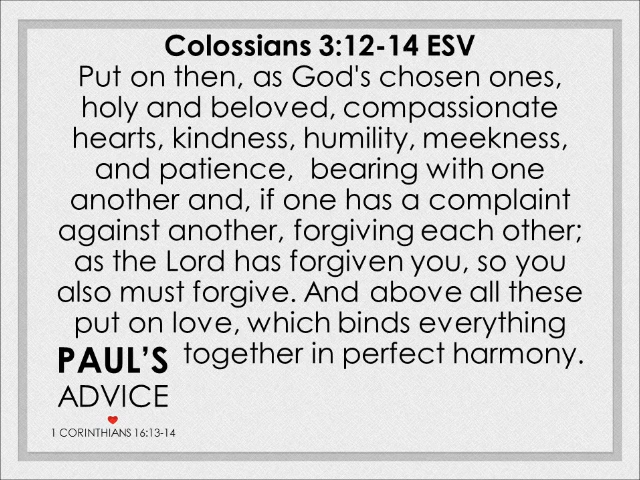 Colossians 3:12-14 ESV
Put on then, as God's chosen ones,
holy and beloved, compassionate
hearts, kindness, humility, meekness,
and patience,  bearing with one
another and, if one has a complaint
against another, forgiving each other;
as the Lord has forgiven you, so you
also must forgive. And above all these
put on love, which binds everything
together in perfect harmony.
PAUL’S
ADVICE
1 CORINTHIANS 16:13-14